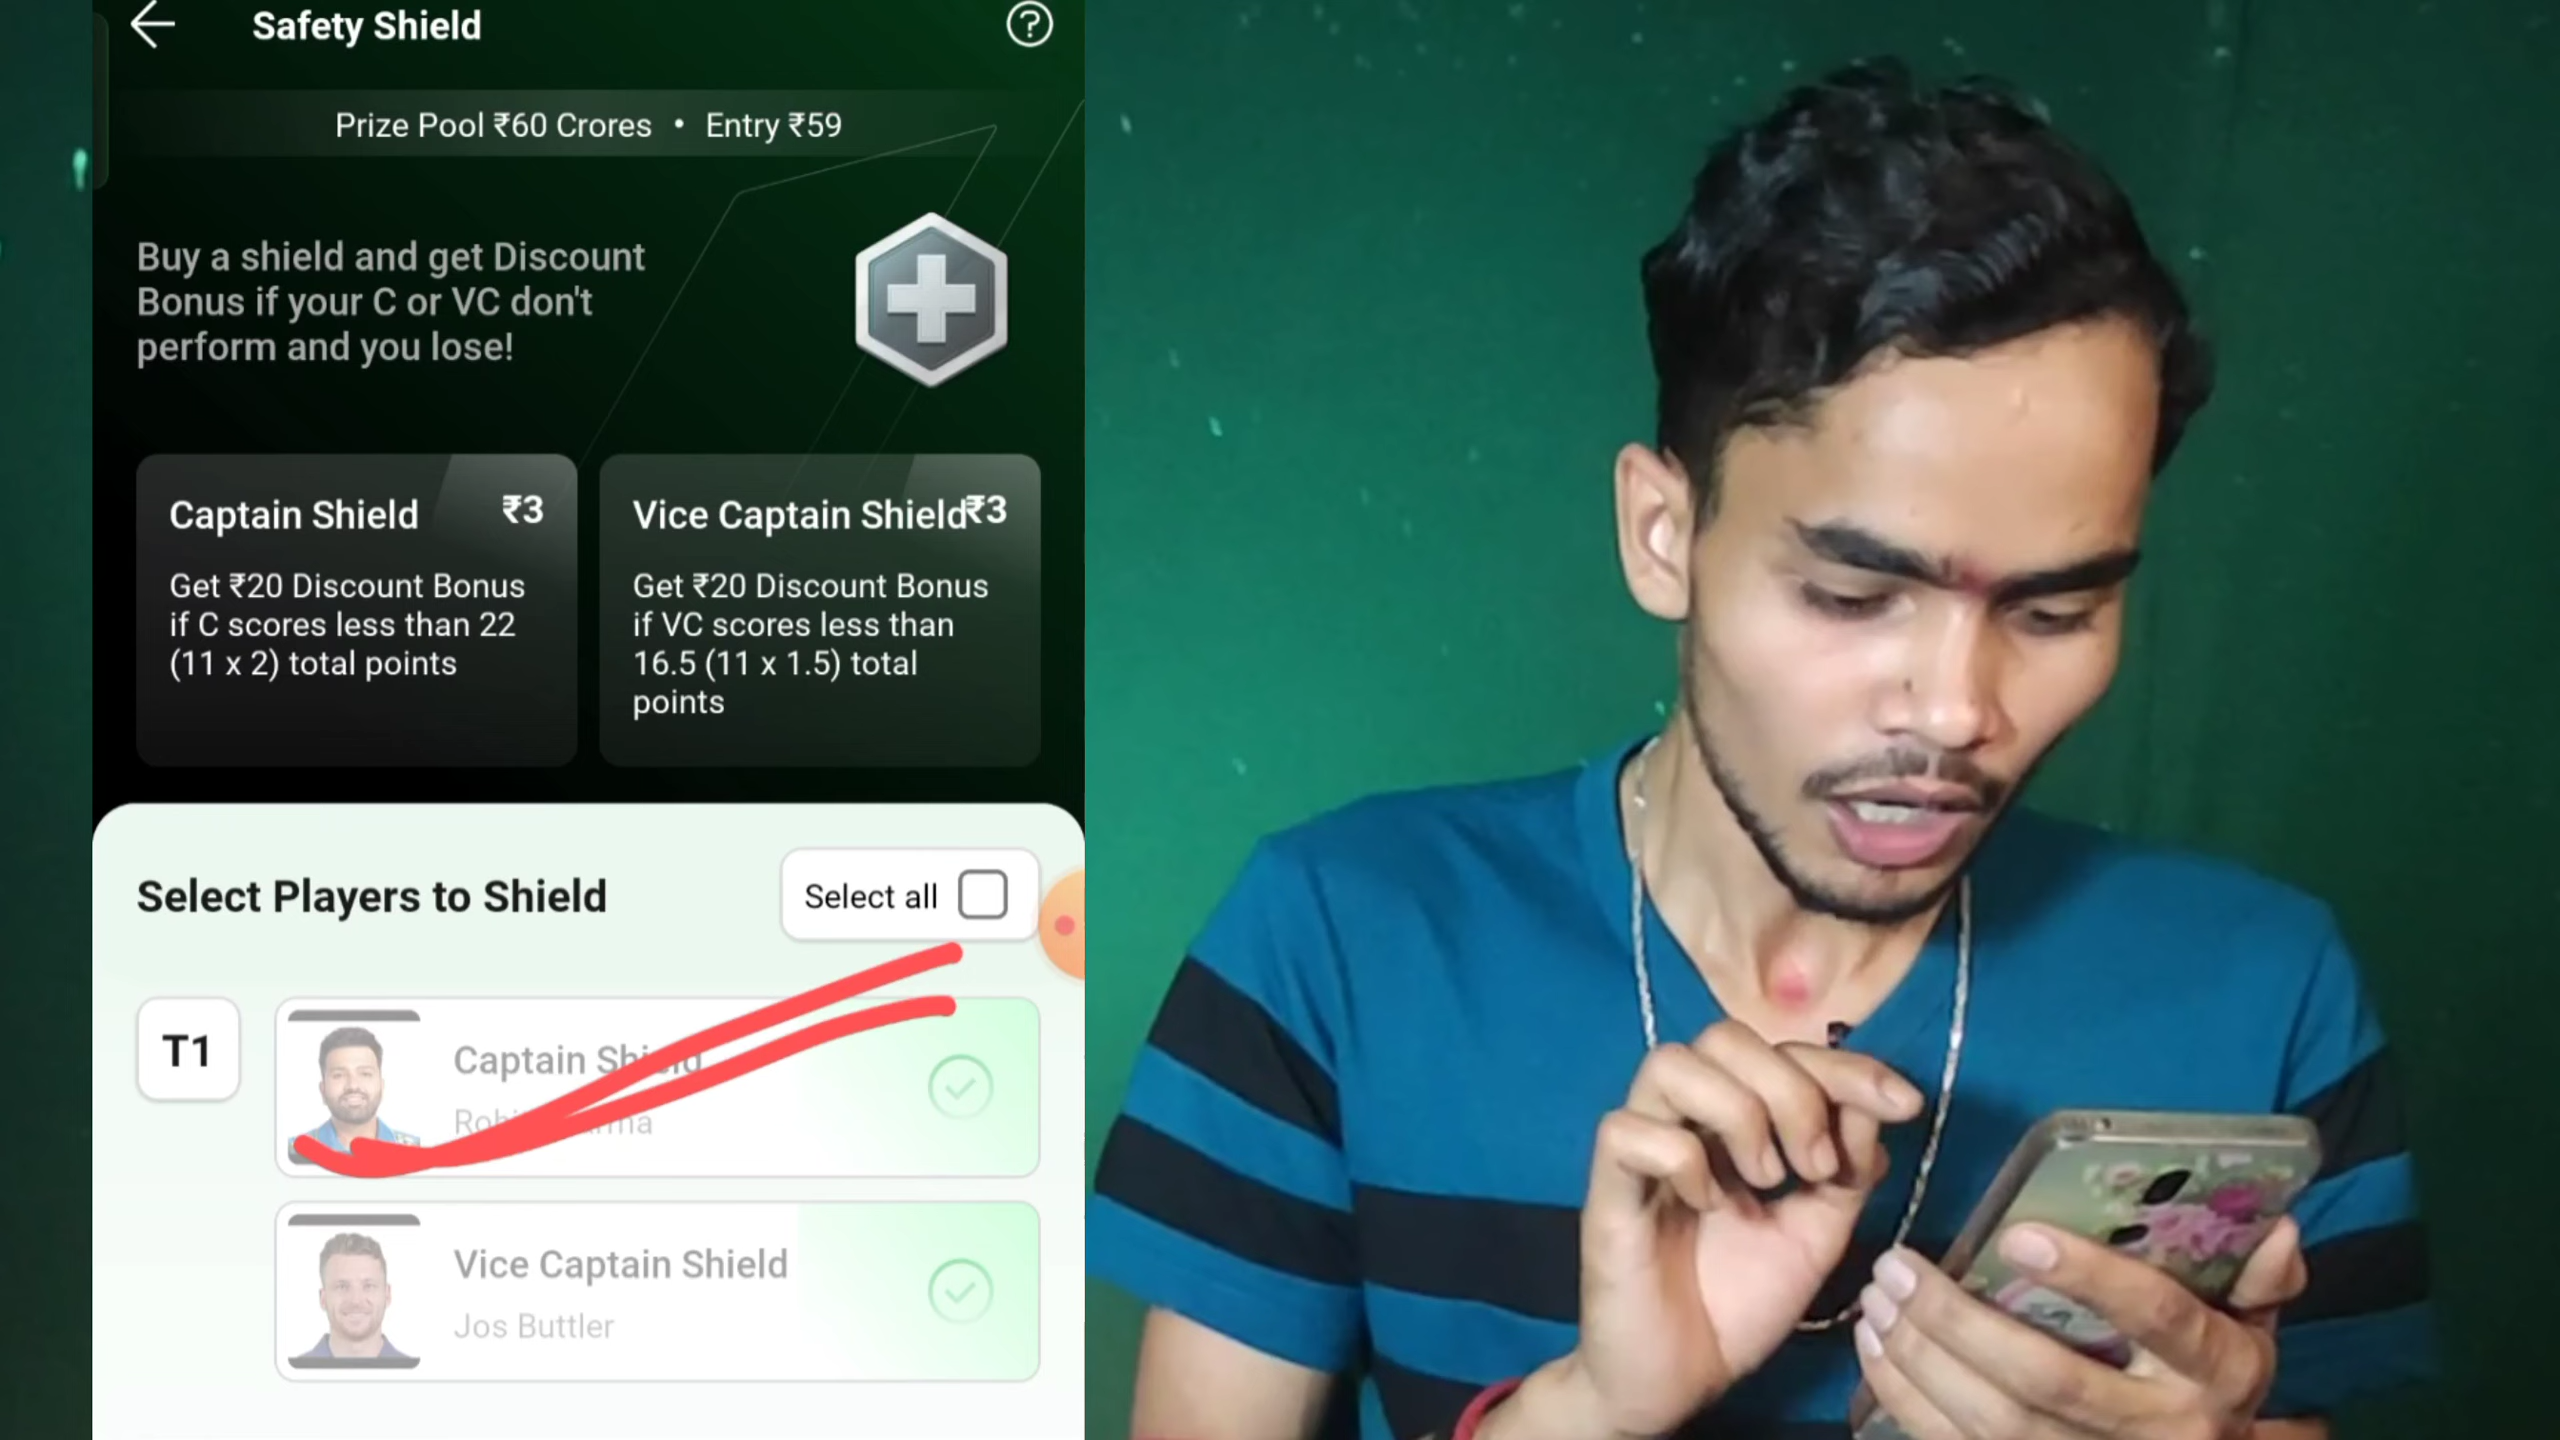 Safety Shield
Prize Pool ₹60 Crores • Entry ₹59
Buy a shield and get Discount
Bonus if your C or VC don't
perform and you lose!
Captain Shield ₹3
Get ₹20 Discount Bonus
if C scores less than 22
(11 x 2) total points
Vice Captain Shield ₹3
Get ₹20 Discount Bonus
if VC scores less than
16.5 (11 x 1.5) total
points
Select Players to Shield
Select all
T1
Captain Shield
Vice Captain Shield
Jos Buttler